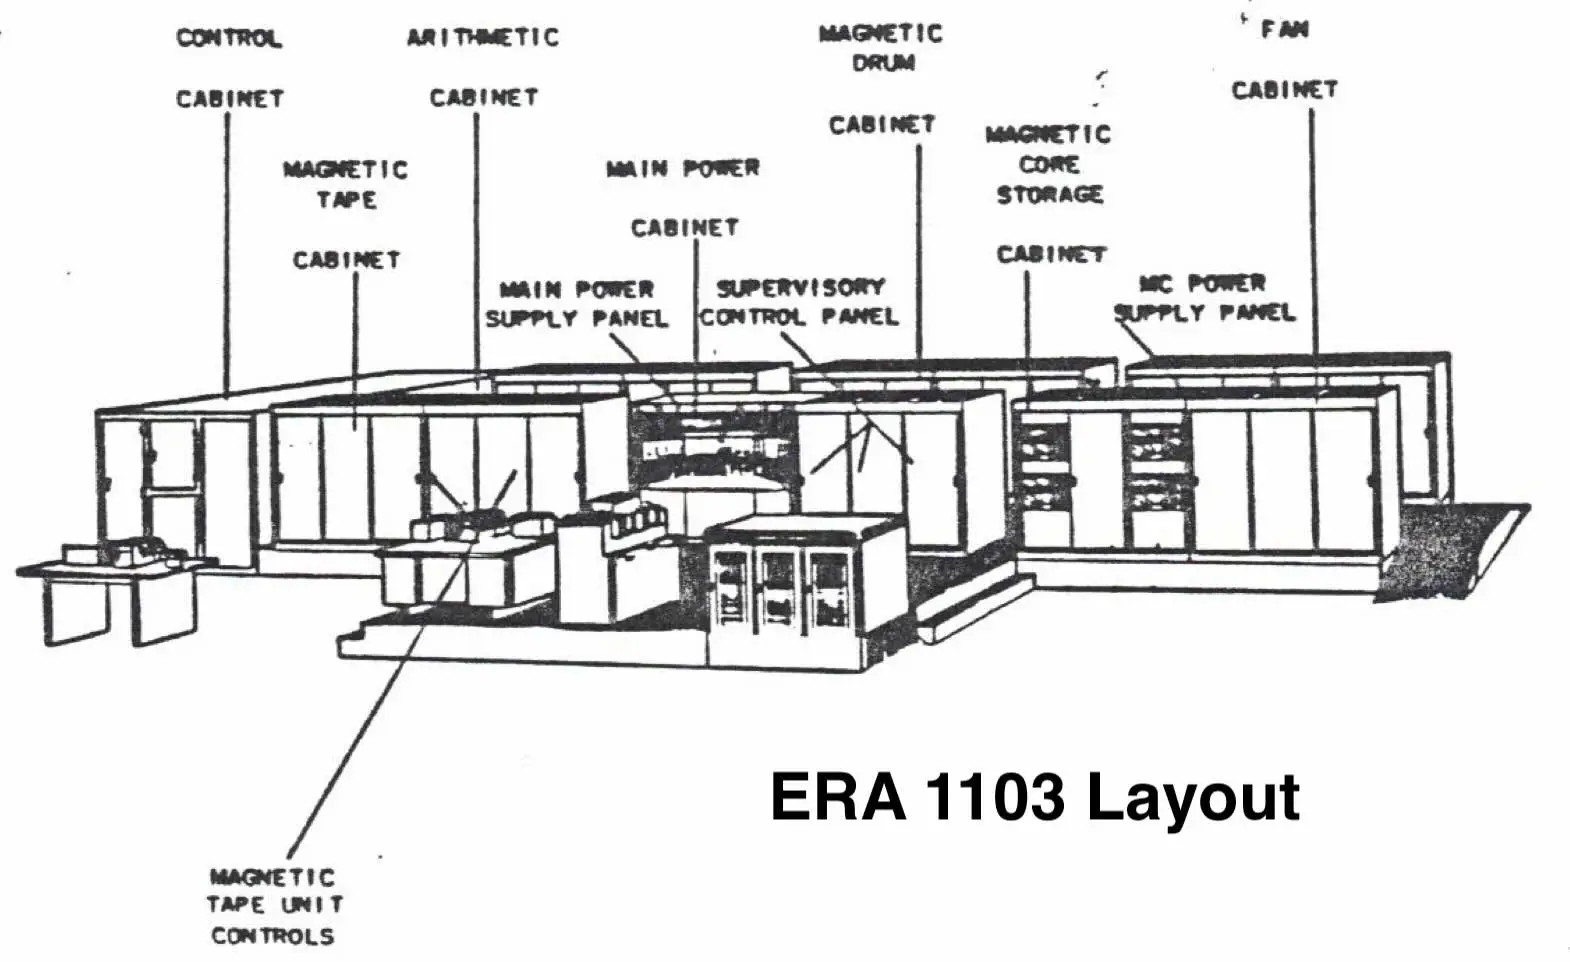 CONTROL
CABINET
ARITHMETIC
CABINET
MAGNETIC
DRUM
CABINET
FAN
CABINET
MAGNETIC
TAPE
CABINET
MAIN POWER
CABINET
MAGNETIC
CORE
STORAGE
CABINET
MAIN POWER
SUPPLY PANEL
SUPERVISORY
CONTROL PANEL
MC POWER
SUPPLY PANEL
ERA 1103 Layout
MAGNETIC
TAPE UNIT
CONTROLS